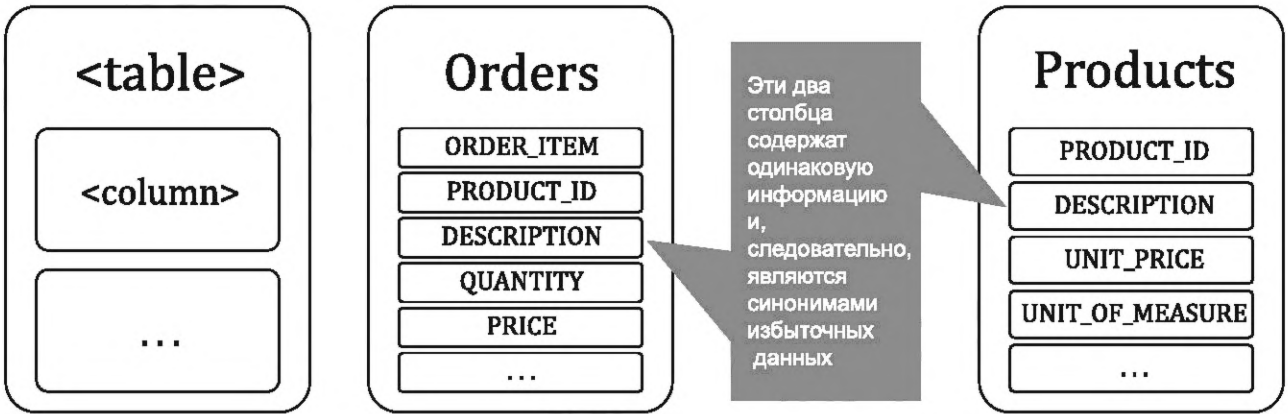 <table>
<column>
...
Orders
ORDER_ITEM
PRODUCT_ID
DESCRIPTION
QUANTITY
PRICE
...
Эти два
столбца
содержат
одинаковую
информацию
и,
следовательно,
являются
синонимами
избыточных
данных
Products
PRODUCT_ID
DESCRIPTION
UNIT_PRICE
UNIT_OF_MEASURE
...